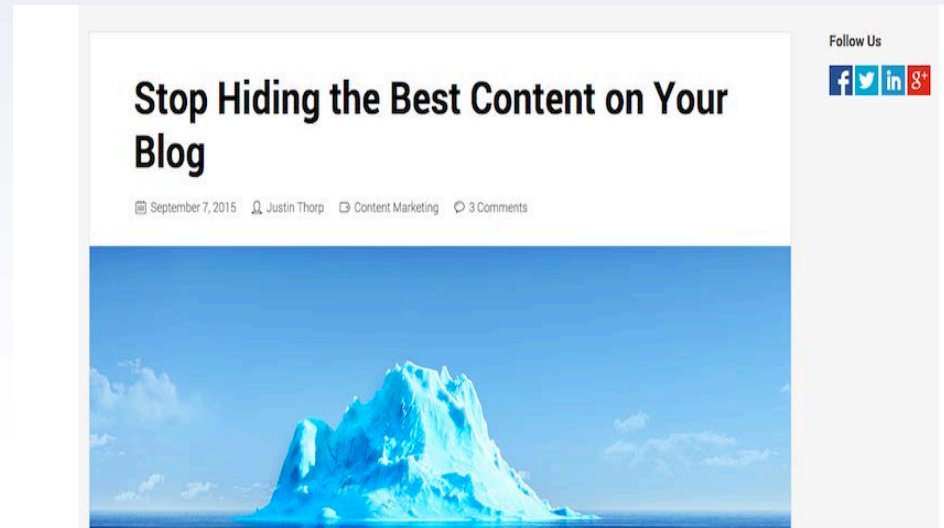 Stop Hiding the Best Content on Your
Blog
September 7, 2015 Justin Thorp Content Marketing 3 Comments
Follow Us
f in g+